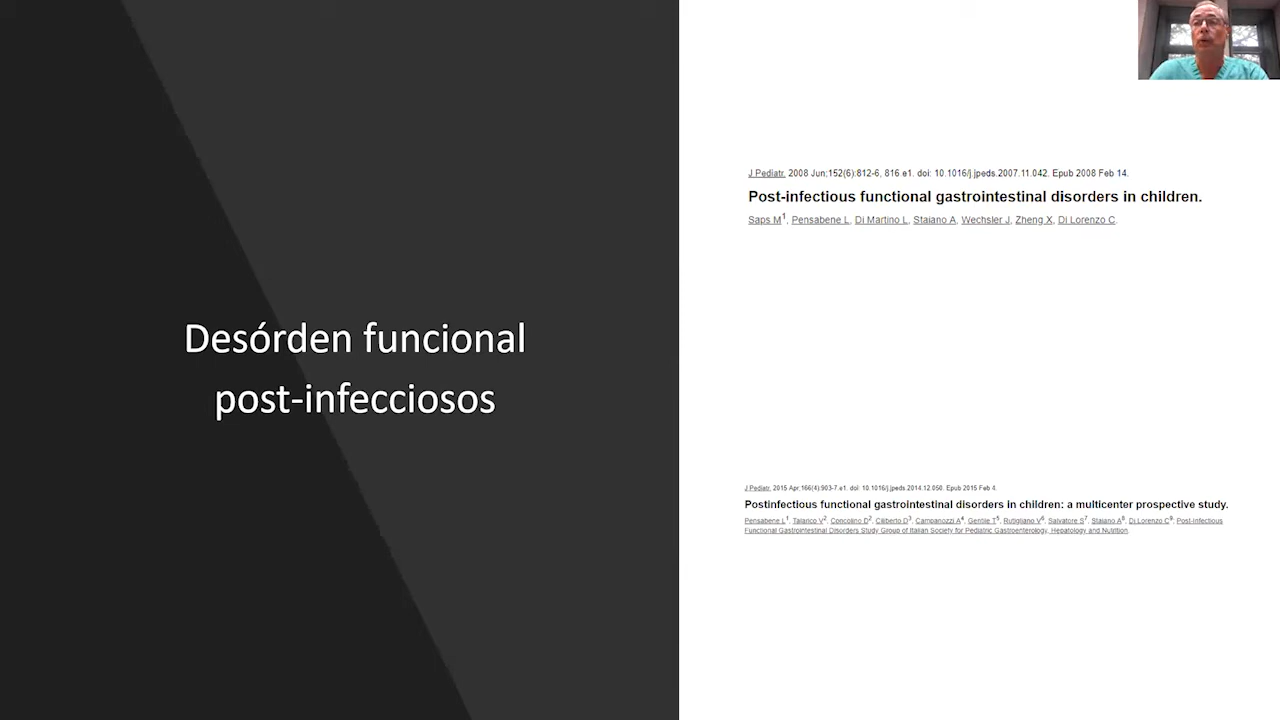 Desórden funcional
post-infecciosos
J Pediatr. 2008 Jun;152(6):812-6, 816 e1. doi: 10.1016/j.jpeds.2007.11.042. Epub 2008 Feb 14.
Post-infectious functional gastrointestinal disorders in children.
Saps M1, Pensabene L, Di Martino L, Staiano A, Wechsler J, Zheng X, Di Lorenzo C.
J Pediatr. 2015 Apr;166(4):903-7.e1. doi: 10.1016/j.jpeds.2014.12.050. Epub 2015 Feb 4.
Postinfectious functional gastrointestinal disorders in children: a multicenter prospective study.
Pensabene L1, Talarico V2, Concolino D2, Ciliberto D3, Campanozzi A4, Gentile T5, Rutigliano V6, Salvatore S7, Staiano A8, Di Lorenzo C9; Post-Infectious
Functional Gastrointestinal Disorders Study Group of Italian Society for Pediatric Gastroenterology, Hepatology and Nutrition.